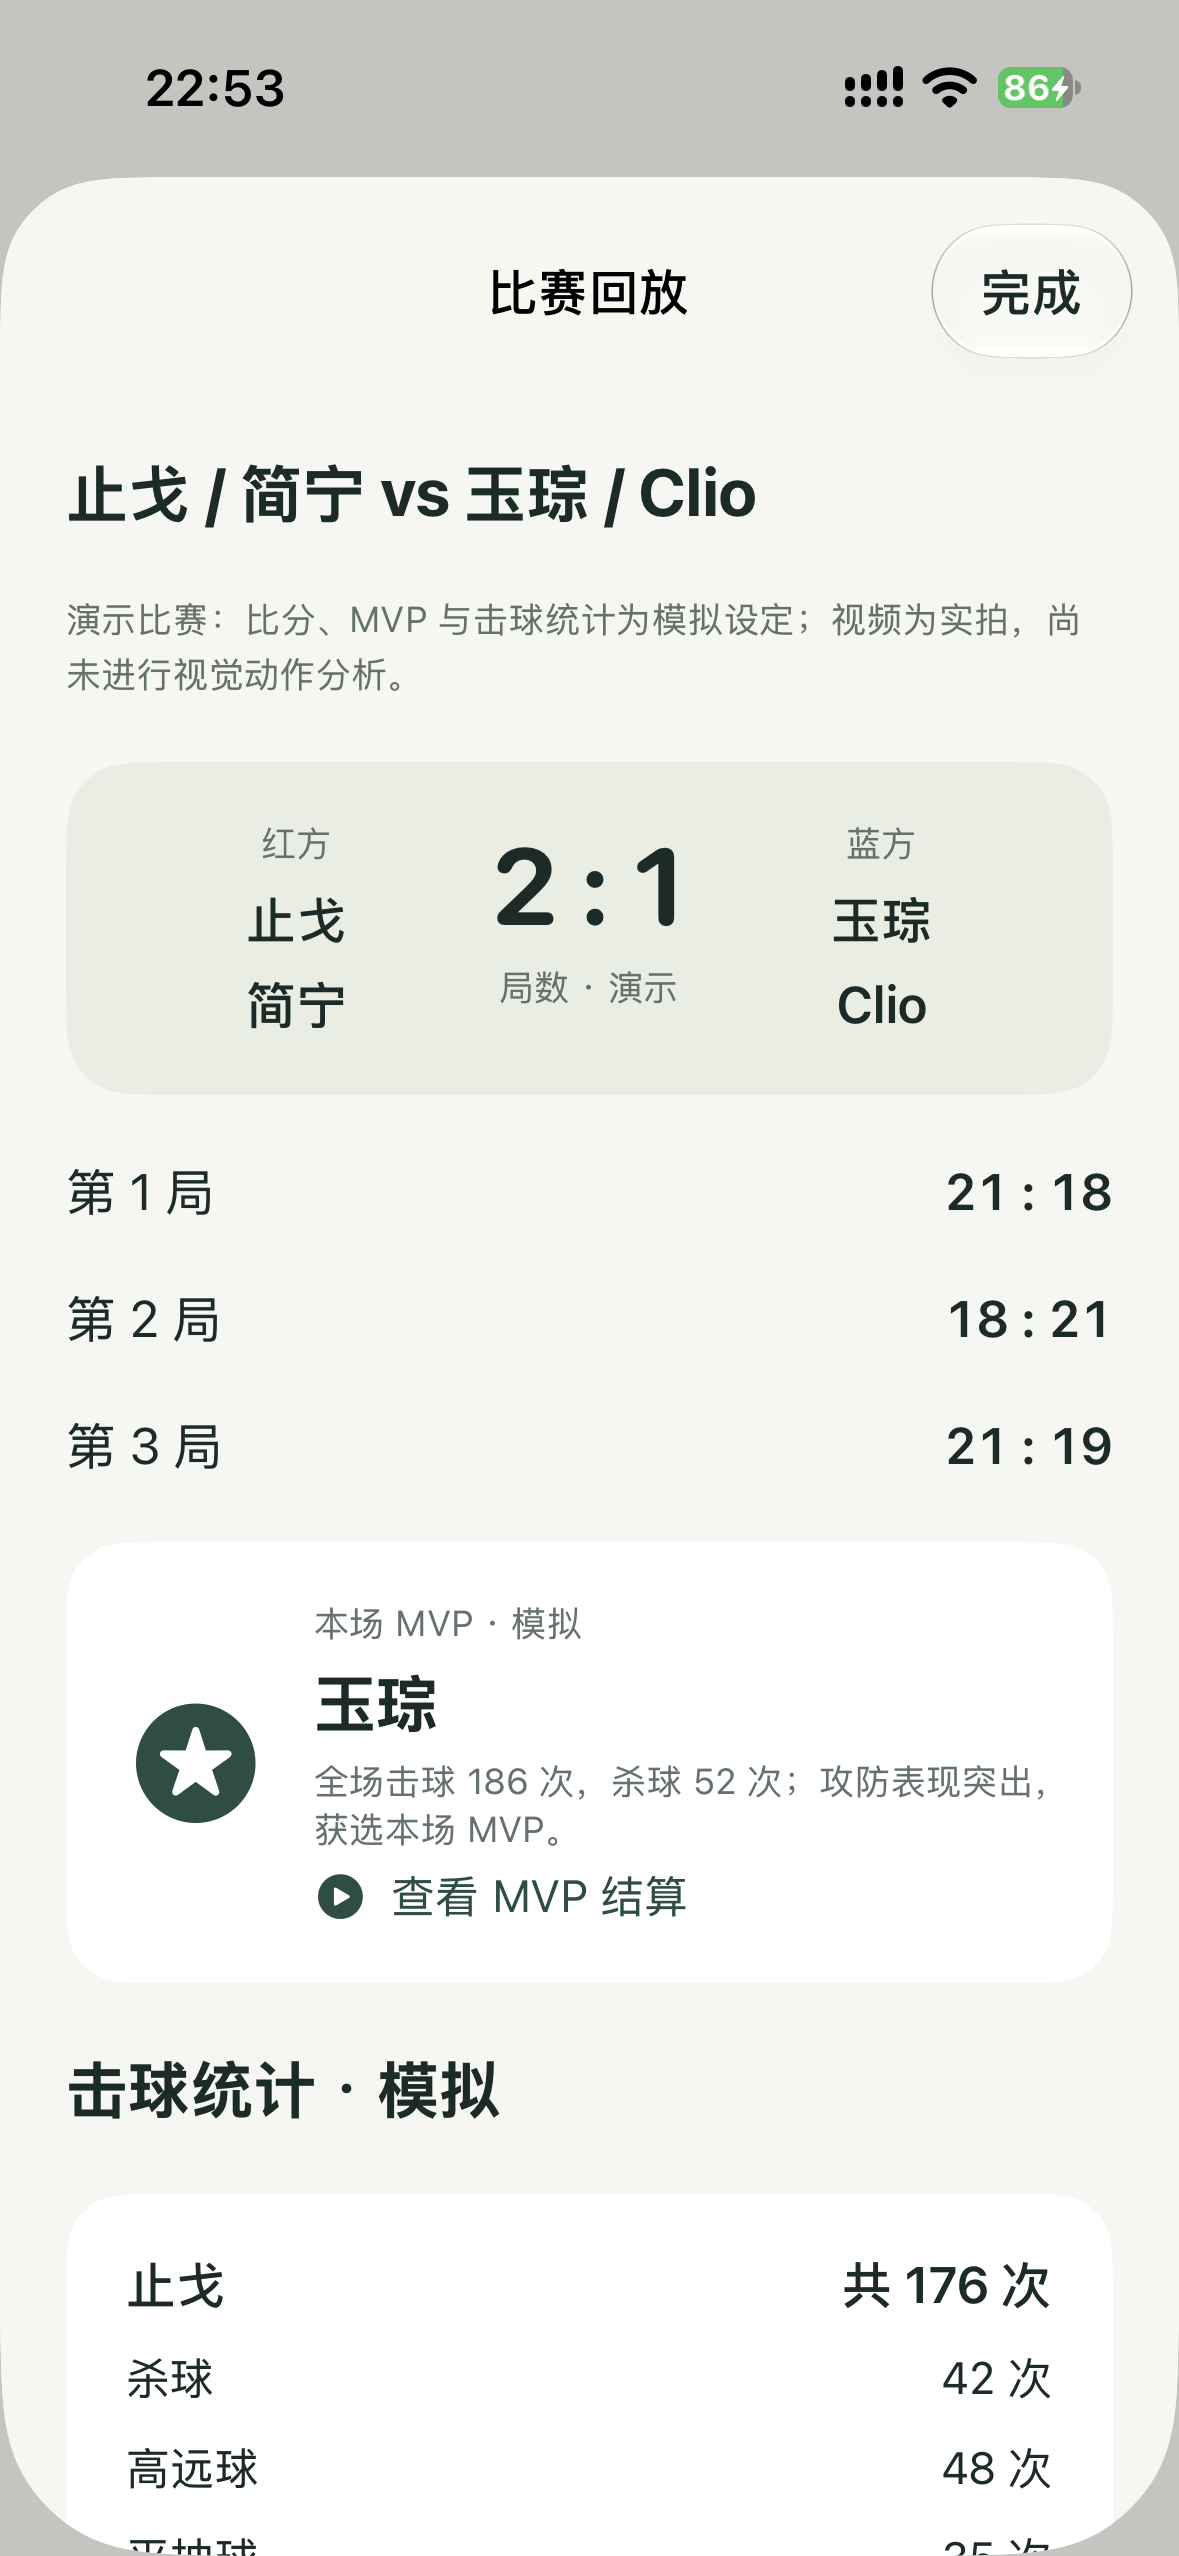 22:53
86
比赛回放
完成
止戈 / 简宁 vs 玉琮 / Clio
演示比赛：比分、MVP 与击球统计为模拟设定；视频为实拍，尚
未进行视觉动作分析。
红方
止戈
简宁
2 : 1
局数 · 演示
蓝方
玉琮
Clio
第 1 局
21 : 18
第 2 局
18 : 21
第 3 局
21 : 19
本场 MVP · 模拟
玉琮
全场击球 186 次，杀球 52 次；攻防表现突出，
获选本场 MVP。
查看 MVP 结算
击球统计 · 模拟
止戈
共 176 次
杀球
42 次
高远球
48 次
平抽球
35 次